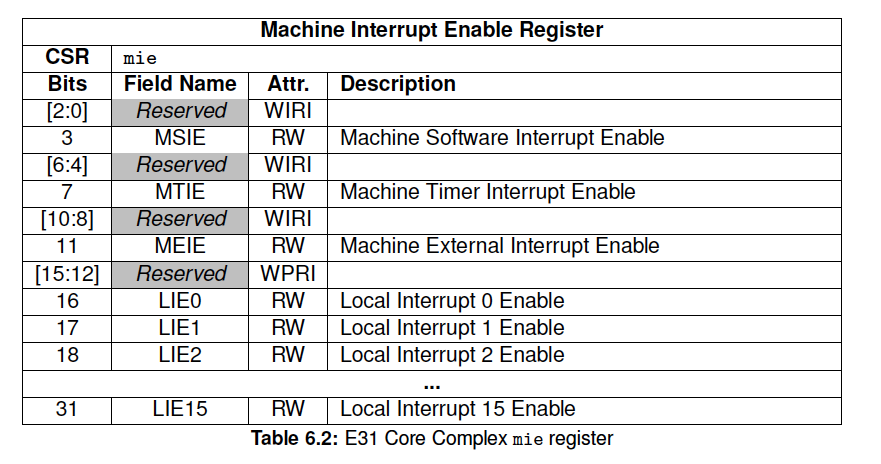 Machine Interrupt Enable Register
CSR mie
Bits Field Name Attr. Description
[2:0] Reserved WIRI
3 MSIE RW Machine Software Interrupt Enable
[6:4] Reserved WIRI
7 MTIE RW Machine Timer Interrupt Enable
[10:8] Reserved WIRI
11 MEIE RW Machine External Interrupt Enable
[15:12] Reserved WPRI
16 LIE0 RW Local Interrupt 0 Enable
17 LIE1 RW Local Interrupt 1 Enable
18 LIE2 RW Local Interrupt 2 Enable
...
31 LIE15 RW Local Interrupt 15 Enable
Table 6.2: E31 Core Complex mie register